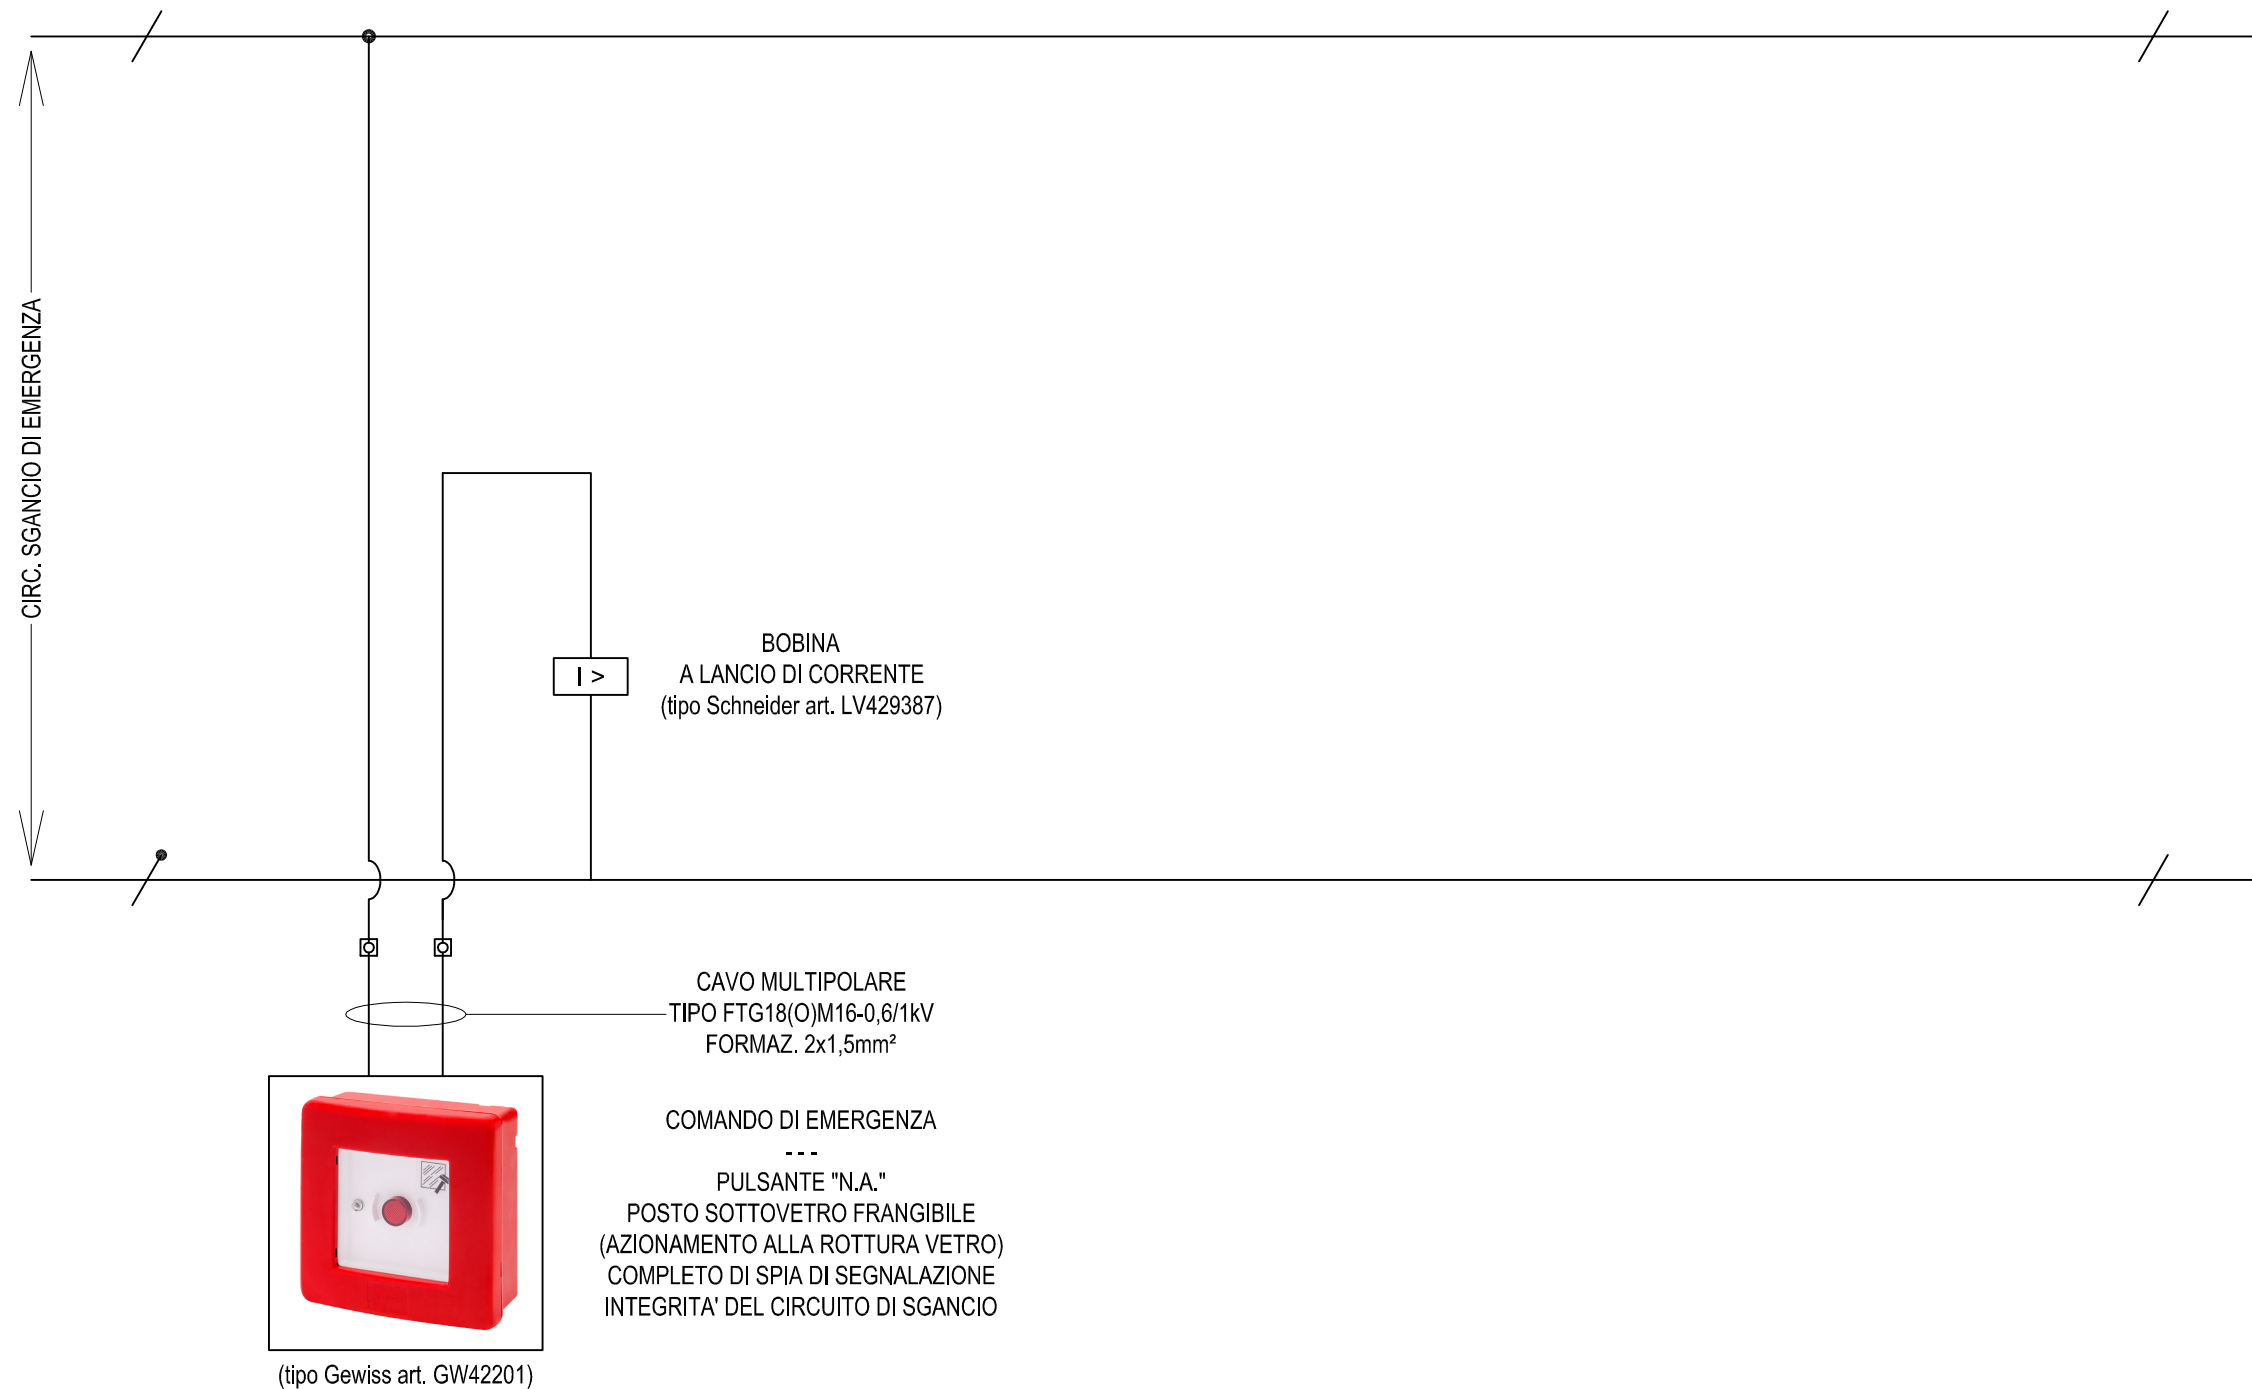 CIRC. SGANCIO DI EMERGENZA
BOBINA
A LANCIO DI CORRENTE
(tipo Schneider art. LV429387)
I >
CAVO MULTIPOLARE
TIPO FTG18(O)M16-0,6/1kV
FORMAZ. 2x1,5mm²
COMANDO DI EMERGENZA
---
PULSANTE "N.A."
POSTO SOTTOVETRO FRANGIBILE
(AZIONAMENTO ALLA ROTTURA VETRO)
COMPLETO DI SPIA DI SEGNALAZIONE
INTEGRITA' DEL CIRCUITO DI SGANCIO
(tipo Gewiss art. GW42201)